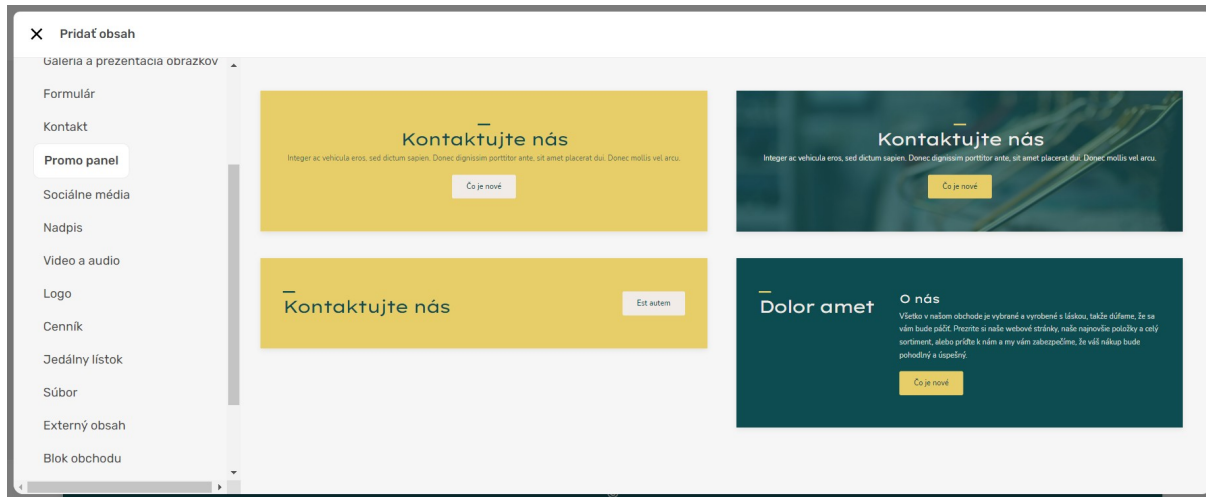 Pridať obsah
Galéria a prezentácia obrázkov
Formulár
Kontakt
Promo panel
Sociálne média
Nadpis
Video a audio
Logo
Cenník
Jedálny lístok
Súbor
Externý obsah
Blok obchodu
Kontaktujte nás
Integer ac vehicula eros, sed dictum sapien. Donec dignissim porttitor ante, sit amet placerat dui. Donec mollis vel arcu.
Čo je nové
Kontaktujte nás
Integer ac vehicula eros, sed dictum sapien. Donec dignissim porttitor ante, sit amet placerat dui. Donec mollis vel arcu.
Čo je nové
Kontaktujte nás
Est autem
Dolor amet
O nás
Všetko v našom obchode je vybrané a vyrobené s láskou, takže dúfame, že sa
vám bude páčiť. Prezrite si naše webové stránky, naše najnovšie položky a celý
sortiment, alebo príďte k nám a my vám zabezpečíme, že váš nákup bude
pohodlný a úspešný.
Čo je nové